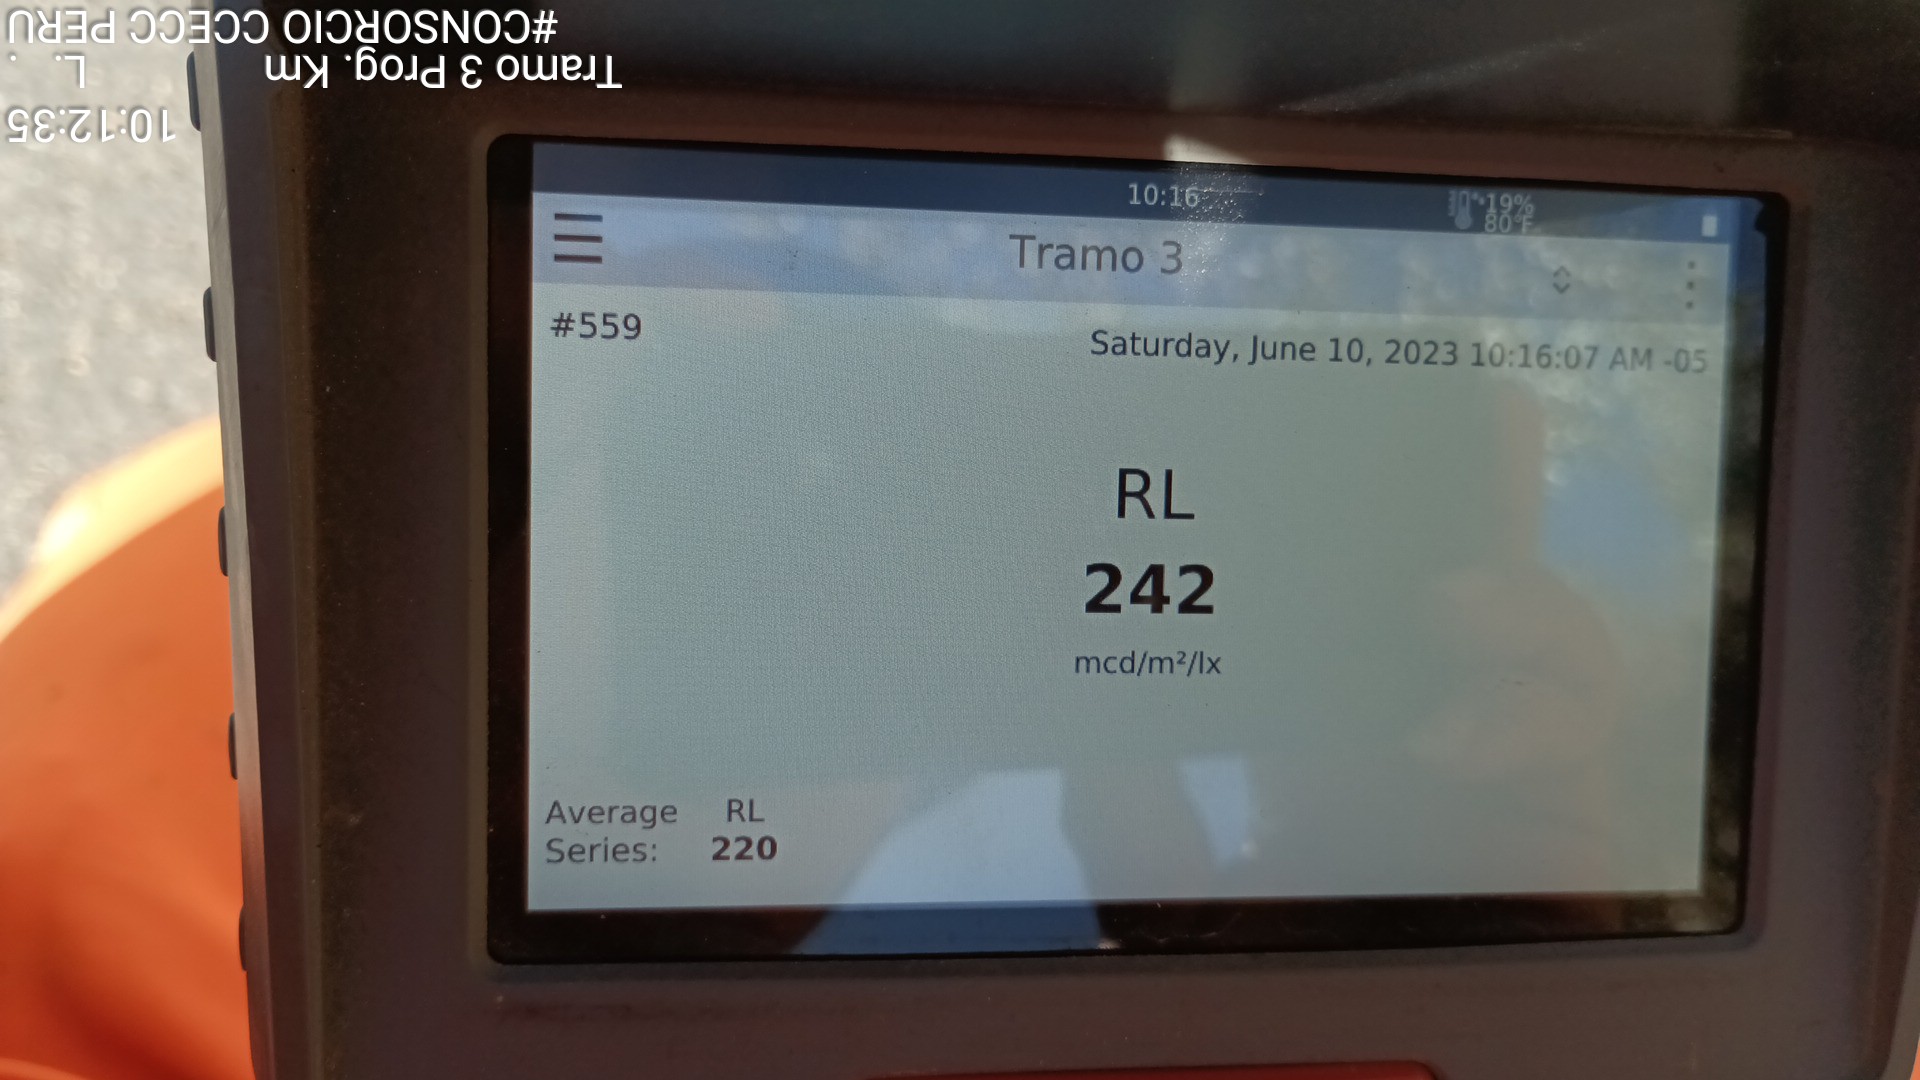 10:16
19%
80°F
Tramo 3
#559
Saturday, June 10, 2023 10:16:07 AM -05
RL
242
mcd/m²/lx
Average RL
Series: 220
10:12:35
Tramo 3 Prog. Km L. .
#CONSORCIO CCECC PERU